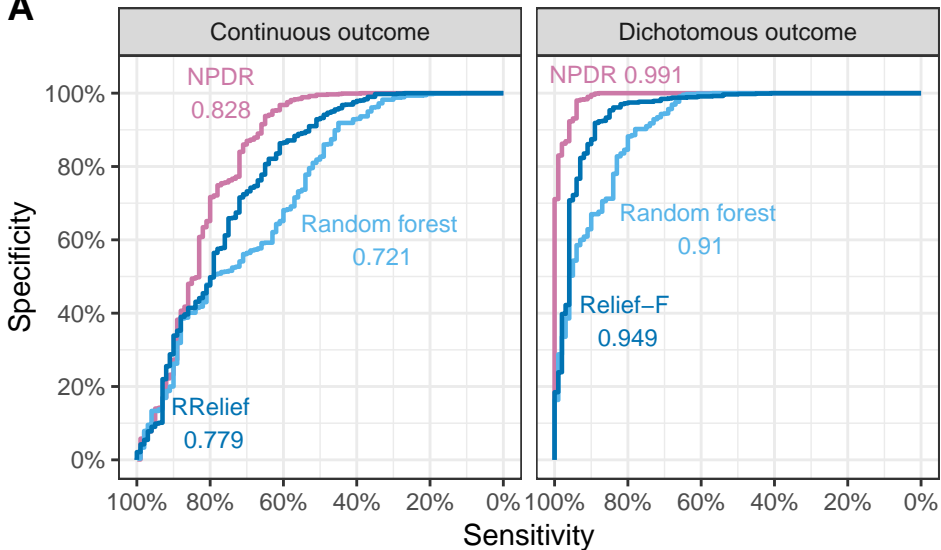 A
Continuous outcome
Dichotomous outcome
Specificity
100%
80%
60%
40%
20%
0%
NPDR
0.828
Random forest
0.721
RRelief
0.779
NPDR 0.991
Random forest
0.91
Relief−F
0.949
100% 80% 60% 40% 20% 0%
100% 80% 60% 40% 20% 0%
Sensitivity